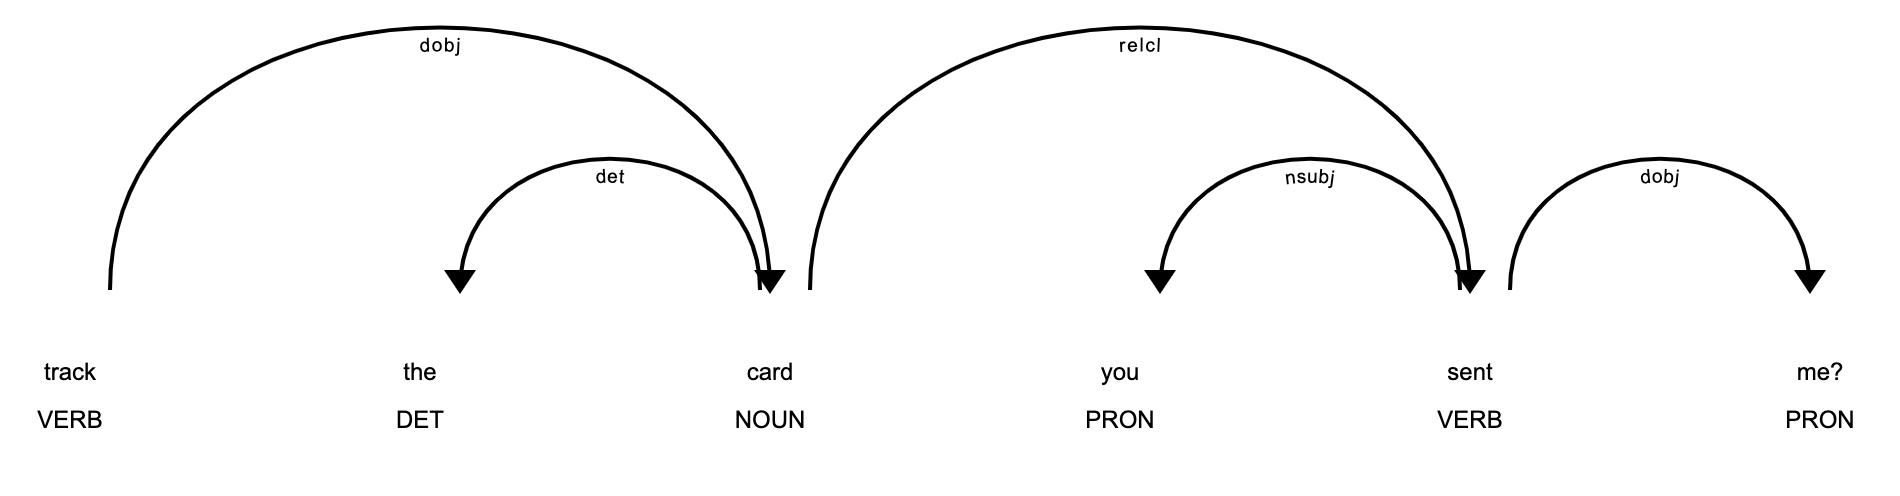 dobj relcl
det nsubj dobj
track the card you sent me?
VERB DET NOUN PRON VERB PRON